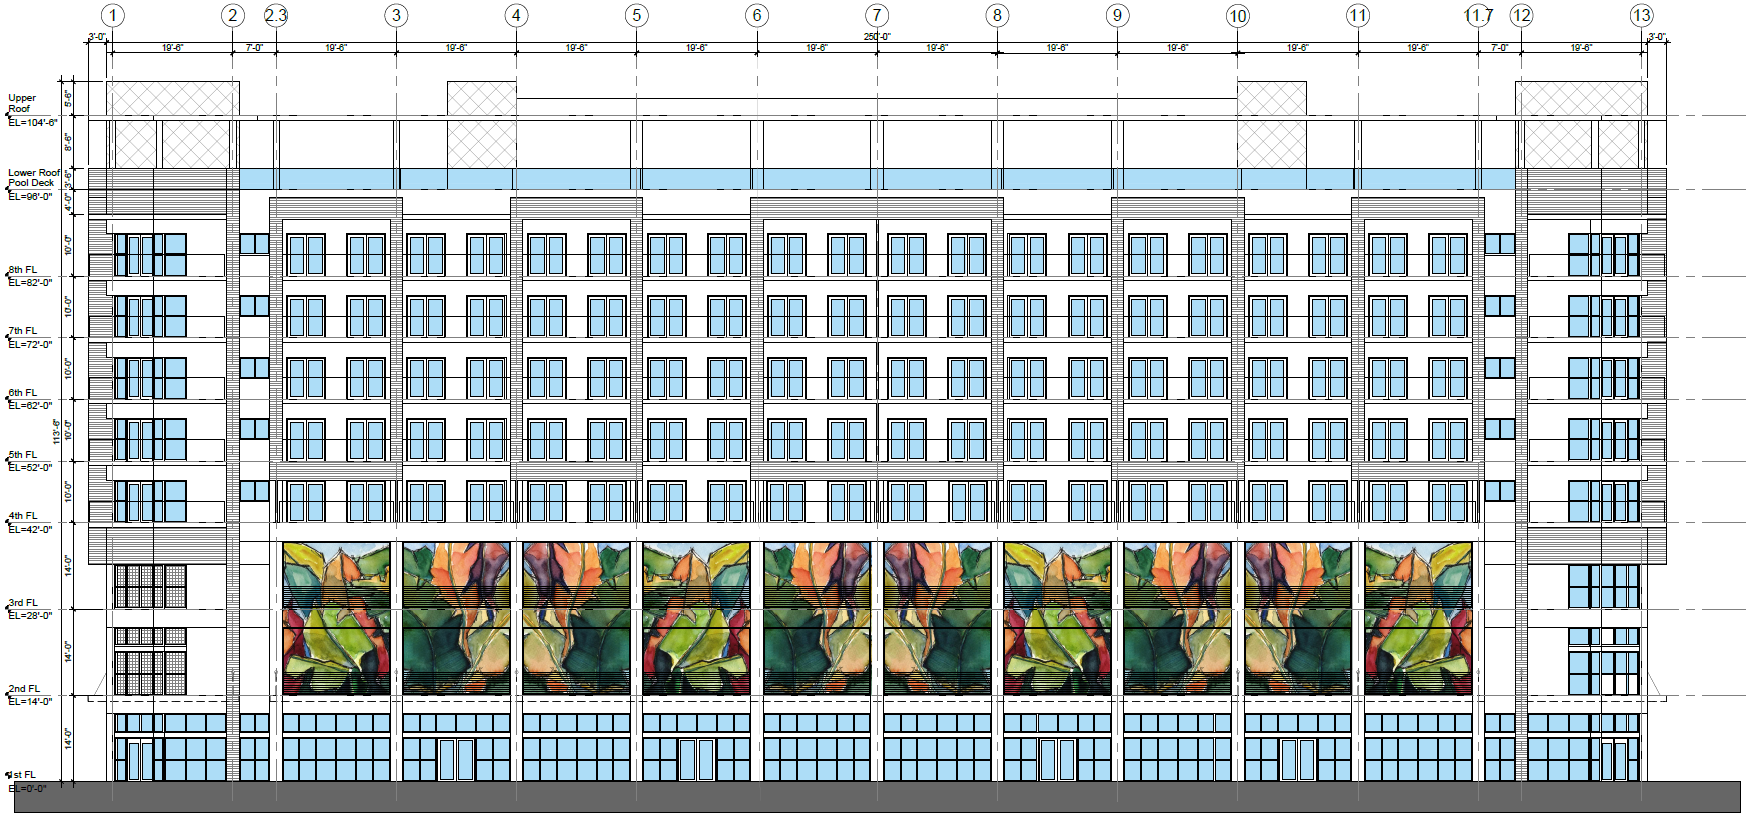 1 2 2.3 3 4 5 6 7 8 9 10 11 11.7 12 13
3'-0" 250'-0" 3'-0"
19'-6" 7'-0" 19'-6" 19'-6" 19'-6" 19'-6" 19'-6" 19'-6" 19'-6" 19'-6" 19'-6" 19'-6" 7'-0" 19'-6"
5'-6"
Upper
Roof
EL=104'-6"
8'-6"
Lower Roof
Pool Deck
3'-6"
EL=96'-0"
4'-0"
10'-0"
8th FL
EL=82'-0"
10'-0"
7th FL
EL=72'-0"
10'-0"
6th FL
EL=62'-0"
113'-6"
10'-0"
5th FL
EL=52'-0"
10'-0"
4th FL
EL=42'-0"
14'-0"
3rd FL
EL=28'-0"
14'-0"
2nd FL
EL=14'-0"
14'-0"
1st FL
EL=0'-0"